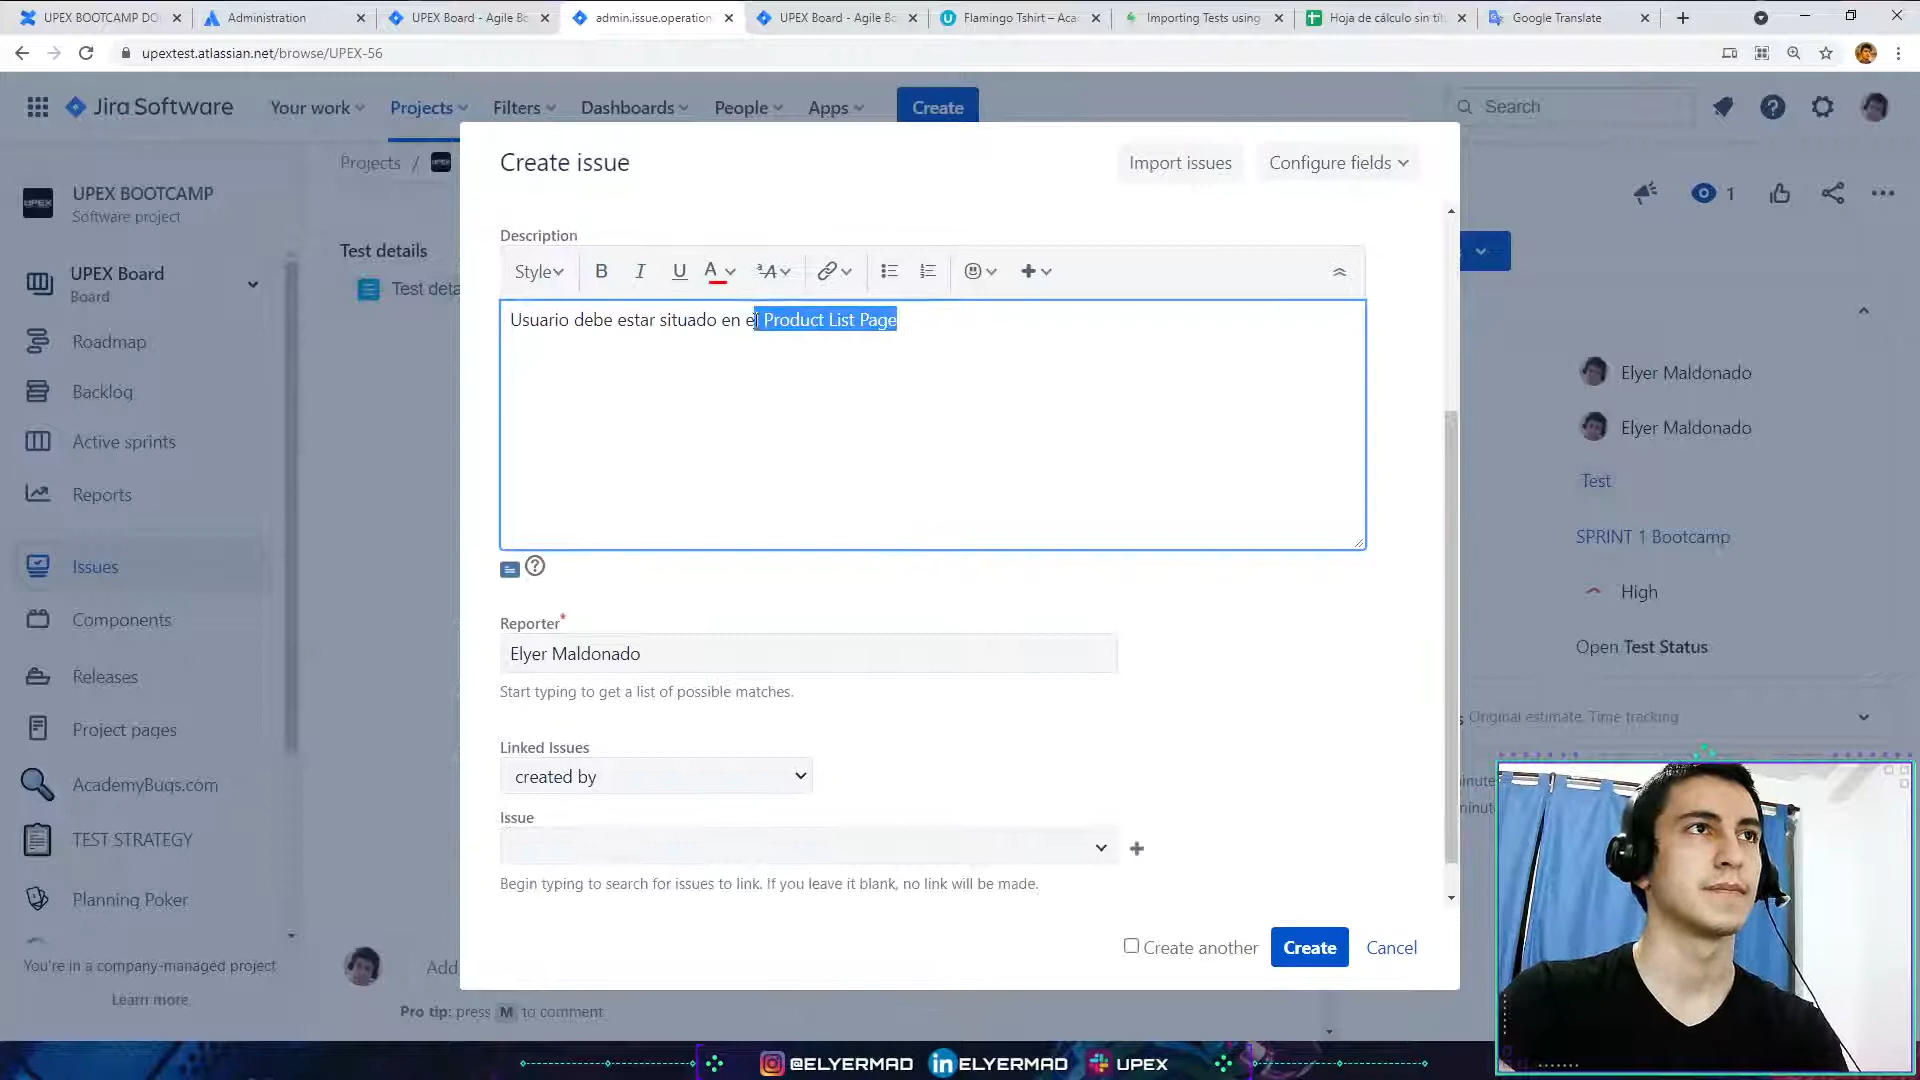 UPEX BOOTCAMP DO
Administration
UPEX Board - Agile Bo
admin.issue.operation
UPEX Board - Agile Bo
Flamingo Tshirt – Aca
Importing Tests using
Hoja de cálculo sin tít
Google Translate
upextest.atlassian.net/browse/UPEX-56
Jira Software
Your work
Projects
Filters
Dashboards
People
Apps
Create
Search
Projects /
UPEX BOOTCAMP
Software project
UPEX Board
Board
Roadmap
Backlog
Active sprints
Reports
Issues
Components
Releases
Project pages
AcademyBugs.com
TEST STRATEGY
Planning Poker
You're in a company-managed project
Learn more
Test details
Test deta
Add
Pro tip: press M to comment
Create issue
Import issues
Configure fields
Description
Style
Usuario debe estar situado en el Product List Page
Reporter*
Elyer Maldonado
Start typing to get a list of possible matches.
Linked Issues
created by
Issue
Begin typing to search for issues to link. If you leave it blank, no link will be made.
Create another
Create
Cancel
1
Elyer Maldonado
Elyer Maldonado
Test
SPRINT 1 Bootcamp
High
Open Test Status
Original estimate, Time tracking
@ELYERMAD
ELYERMAD
UPEX